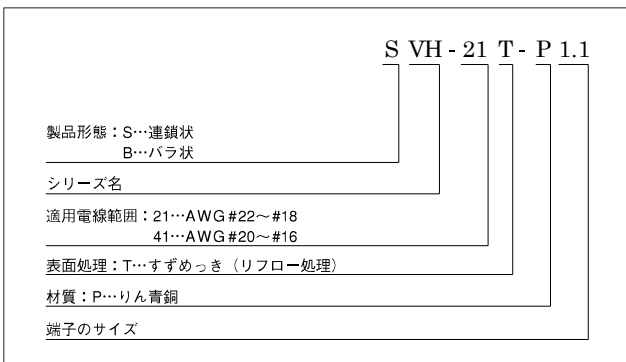 S VH - 21 T - P 1.1
製品形態：S…連鎖状
B…バラ状
シリーズ名
適用電線範囲：21…AWG#22～#18
41…AWG#20～#16
表面処理：T…すずめっき（リフロー処理）
材質：P…りん青銅
端子のサイズ